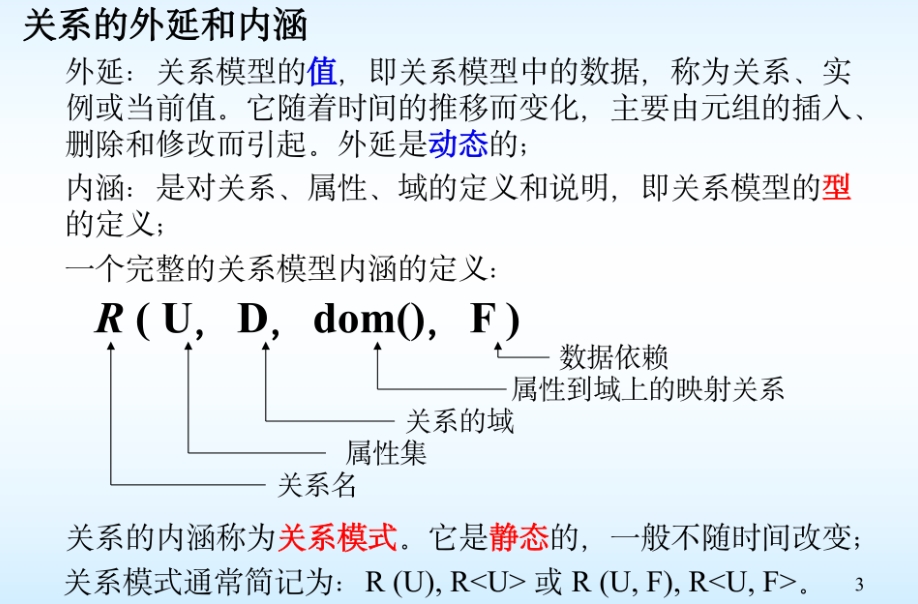 关系的外延和内涵
外延：关系模型的值，即关系模型中的数据，称为关系、实
例或当前值。它随着时间的推移而变化，主要由元组的插入、
删除和修改而引起。外延是动态的；
内涵：是对关系、属性、域的定义和说明，即关系模型的型
的定义；
一个完整的关系模型内涵的定义：
R ( U， D， dom()， F )
数据依赖
属性到域上的映射关系
关系的域
属性集
关系名
关系的内涵称为关系模式。它是静态的，一般不随时间改变；
关系模式通常简记为：R (U), R<U> 或 R (U, F), R<U, F>。 3